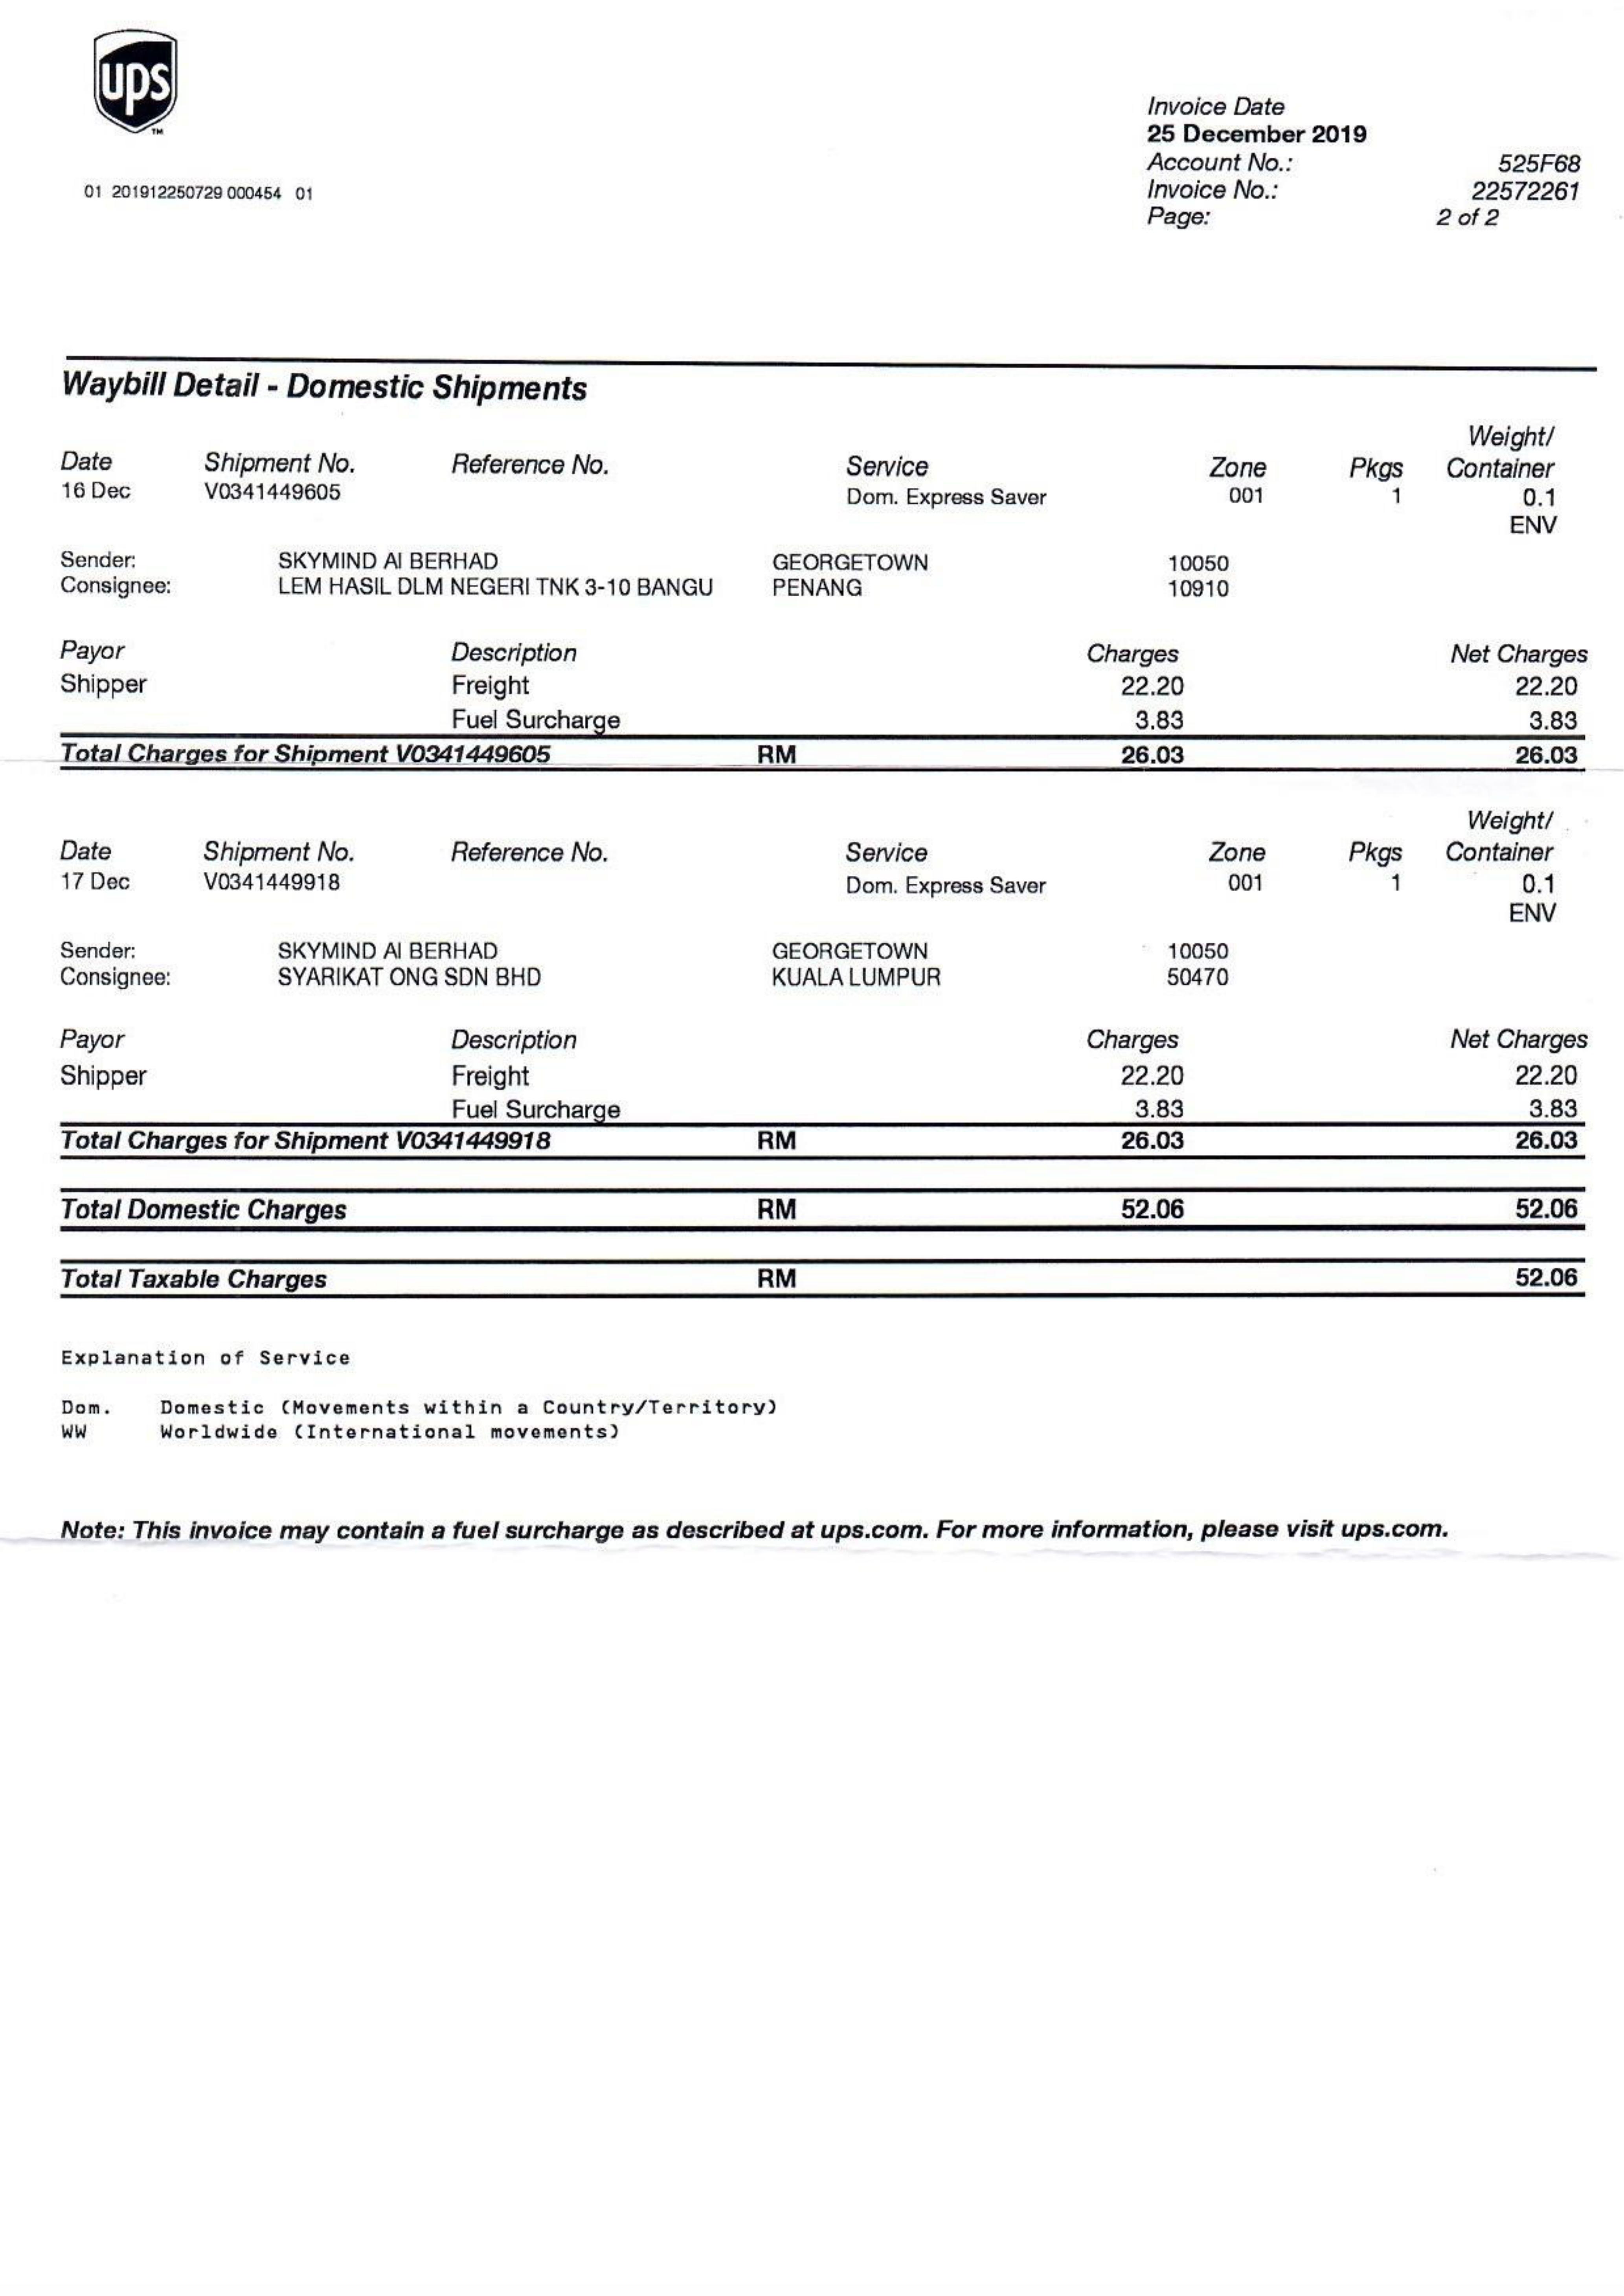 ups
TM
Invoice Date
25 December 2019
Account No.: 525F68
01 201912250729 000454 01
Invoice No.: 22572261
Page: 2 of 2
Waybill Detail - Domestic Shipments
Weight/
Date Shipment No. Reference No. Service Zone Pkgs Container
16 Dec V0341449605 Dom. Express Saver 001 1 0.1
ENV
Sender: SKYMIND AI BERHAD GEORGETOWN 10050
Consignee: LEM HASIL DLM NEGERI TNK 3-10 BANGU PENANG 10910
Payor Description Charges Net Charges
Shipper Freight 22.20 22.20
Fuel Surcharge 3.83 3.83
Total Charges for Shipment V0341449605 RM 26.03 26.03
Weight/
Date Shipment No. Reference No. Service Zone Pkgs Container
17 Dec V0341449918 Dom. Express Saver 001 1 0.1
ENV
Sender: SKYMIND AI BERHAD GEORGETOWN 10050
Consignee: SYARIKAT ONG SDN BHD KUALA LUMPUR 50470
Payor Description Charges Net Charges
Shipper Freight 22.20 22.20
Fuel Surcharge 3.83 3.83
Total Charges for Shipment V0341449918 RM 26.03 26.03
Total Domestic Charges RM 52.06 52.06
Total Taxable Charges RM 52.06
Explanation of Service
Dom. Domestic (Movements within a Country/Territory)
WW Worldwide (International movements)
Note: This invoice may contain a fuel surcharge as described at ups.com. For more information, please visit ups.com.